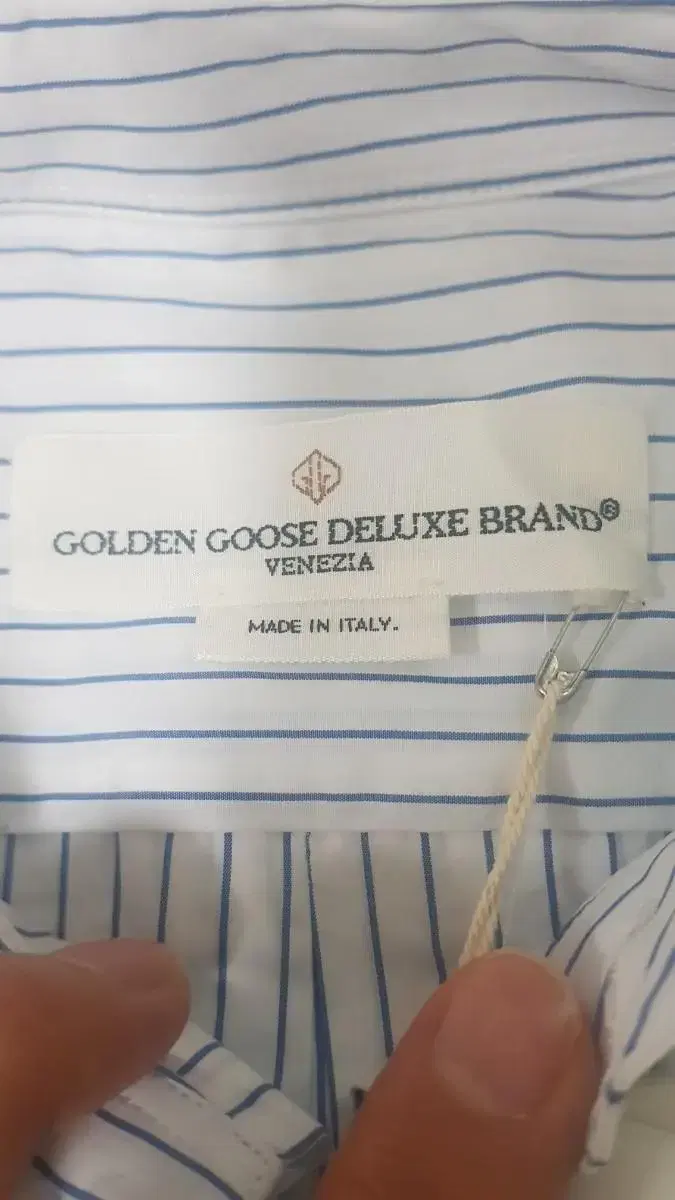 GOLDEN GOOSE DELUXE BRAND®
VENEZIA
MADE IN ITALY.